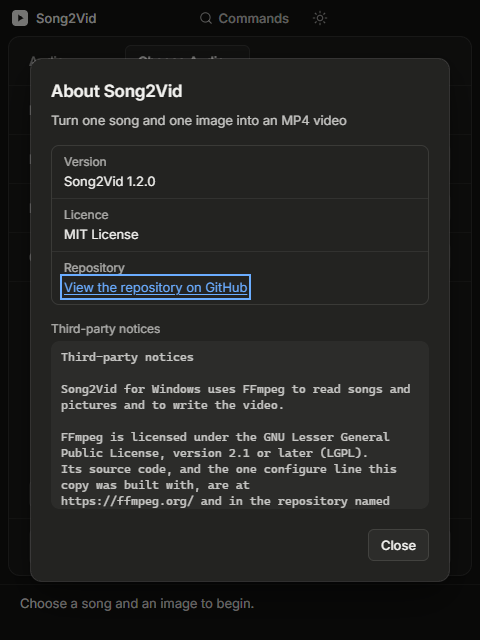 Song2Vid
Commands
About Song2Vid
Turn one song and one image into an MP4 video
Version
Song2Vid 1.2.0
Licence
MIT License
Repository
View the repository on GitHub
Third-party notices
Third-party notices
Song2Vid for Windows uses FFmpeg to read songs and
pictures and to write the video.
FFmpeg is licensed under the GNU Lesser General
Public License, version 2.1 or later (LGPL).
Its source code, and the one configure line this
copy was built with, are at
https://ffmpeg.org/ and in the repository named
Close
Choose a song and an image to begin.